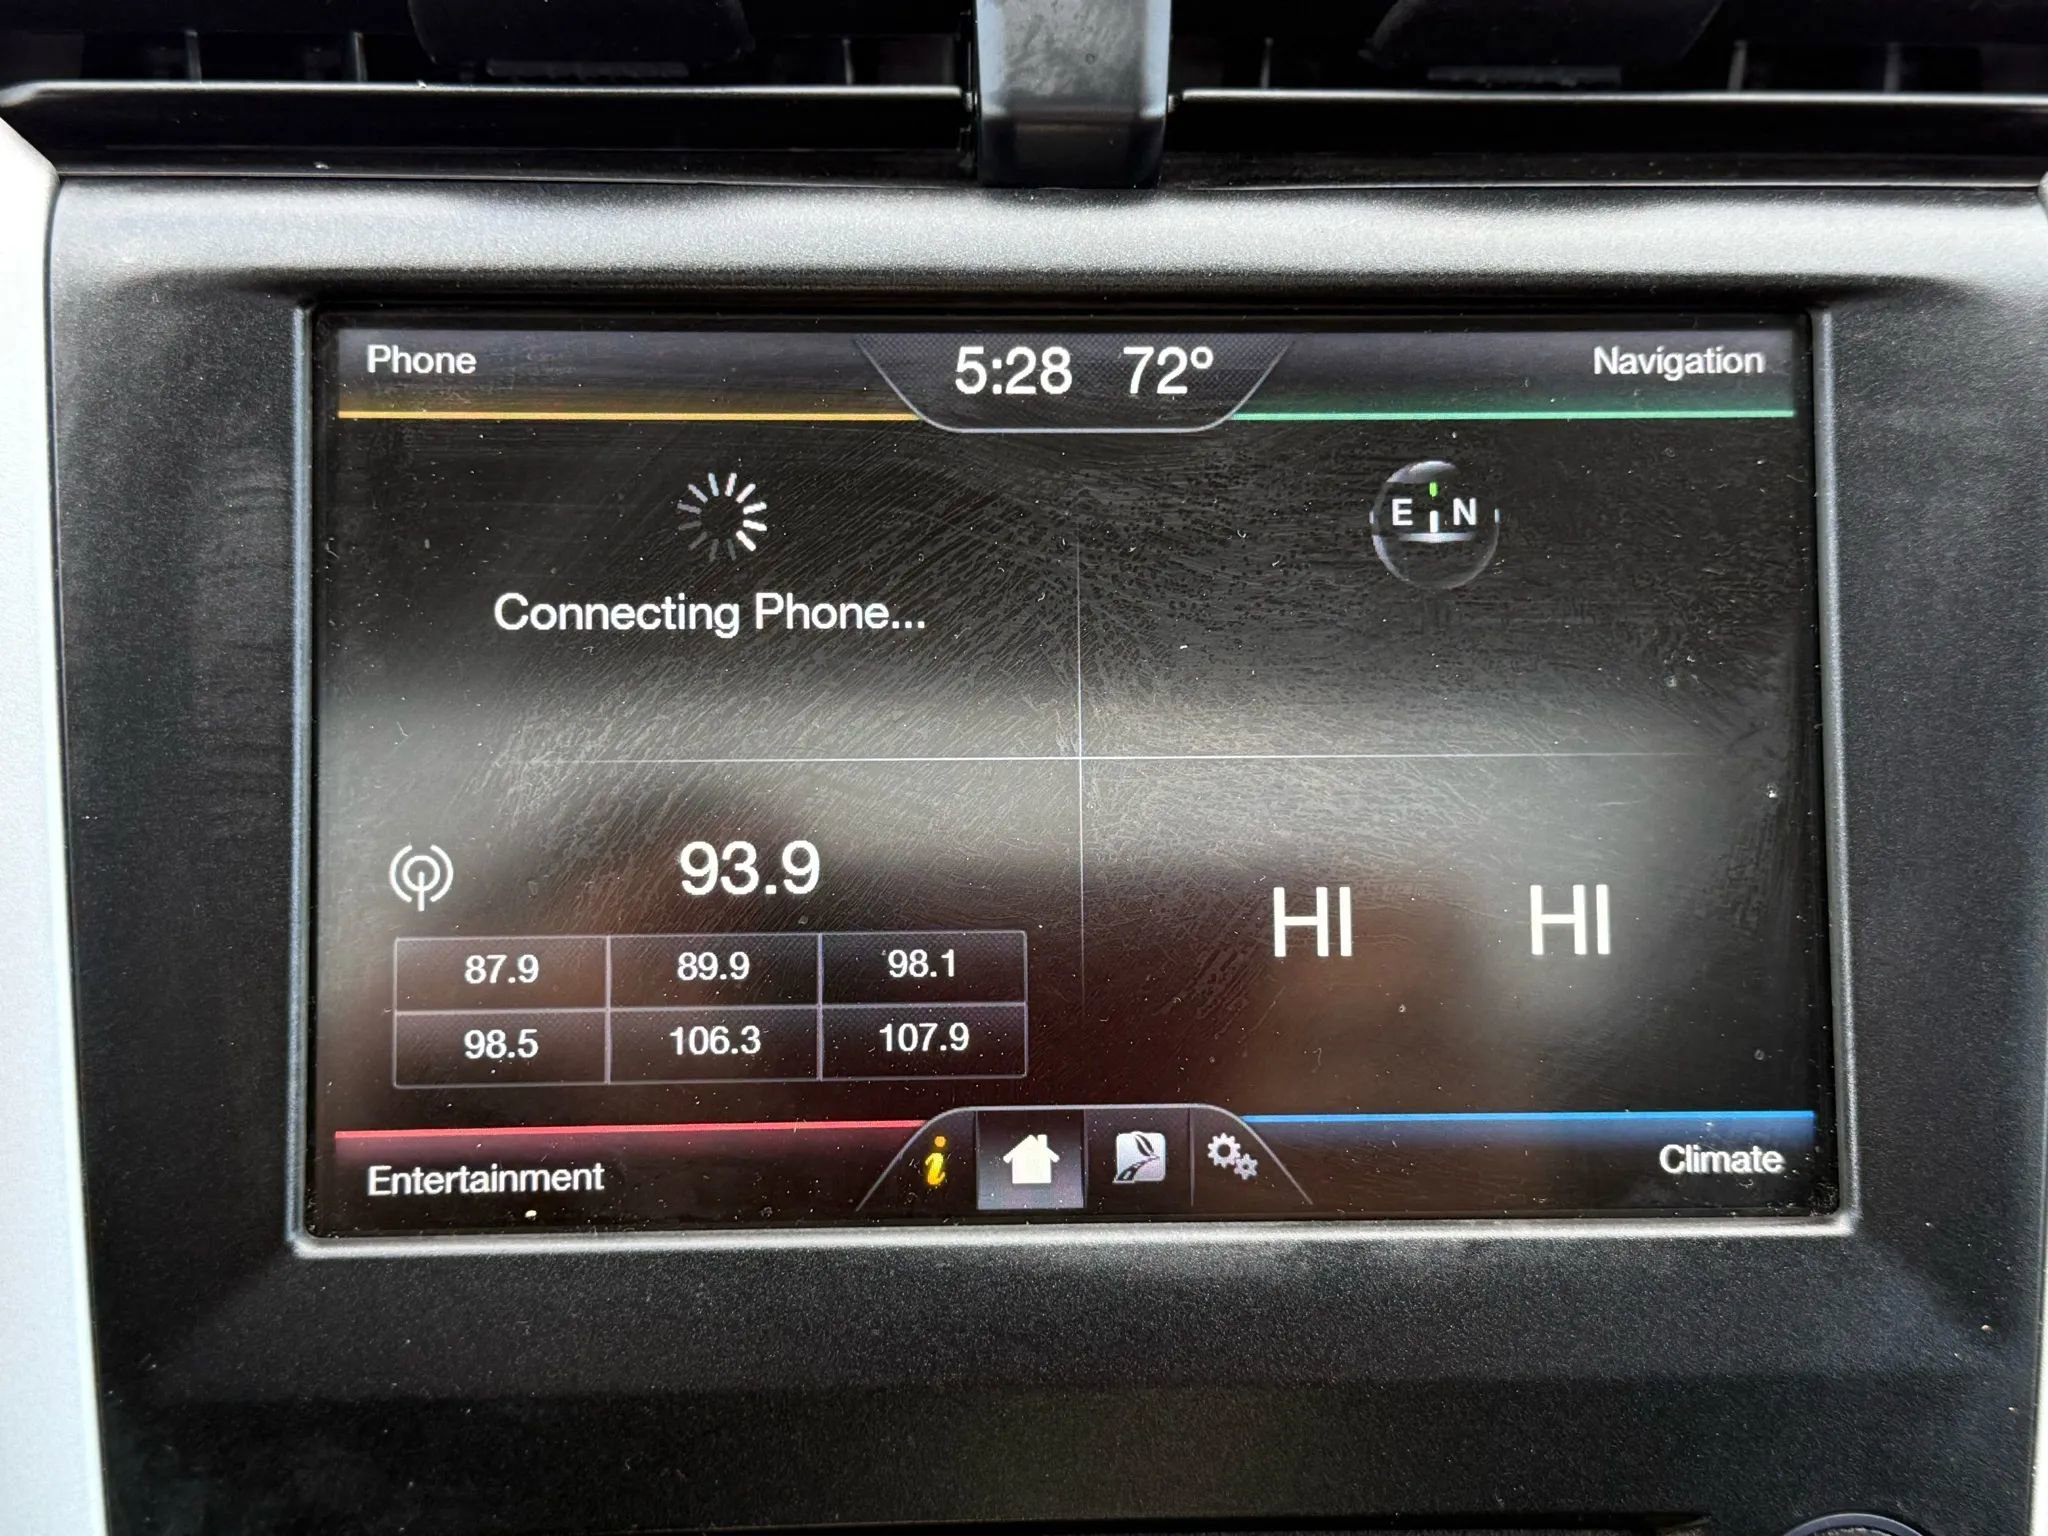 Phone
5:28 72°
Navigation
E N
Connecting Phone...
93.9
87.9 89.9 98.1
98.5 106.3 107.9
HI HI
Entertainment
i
Climate